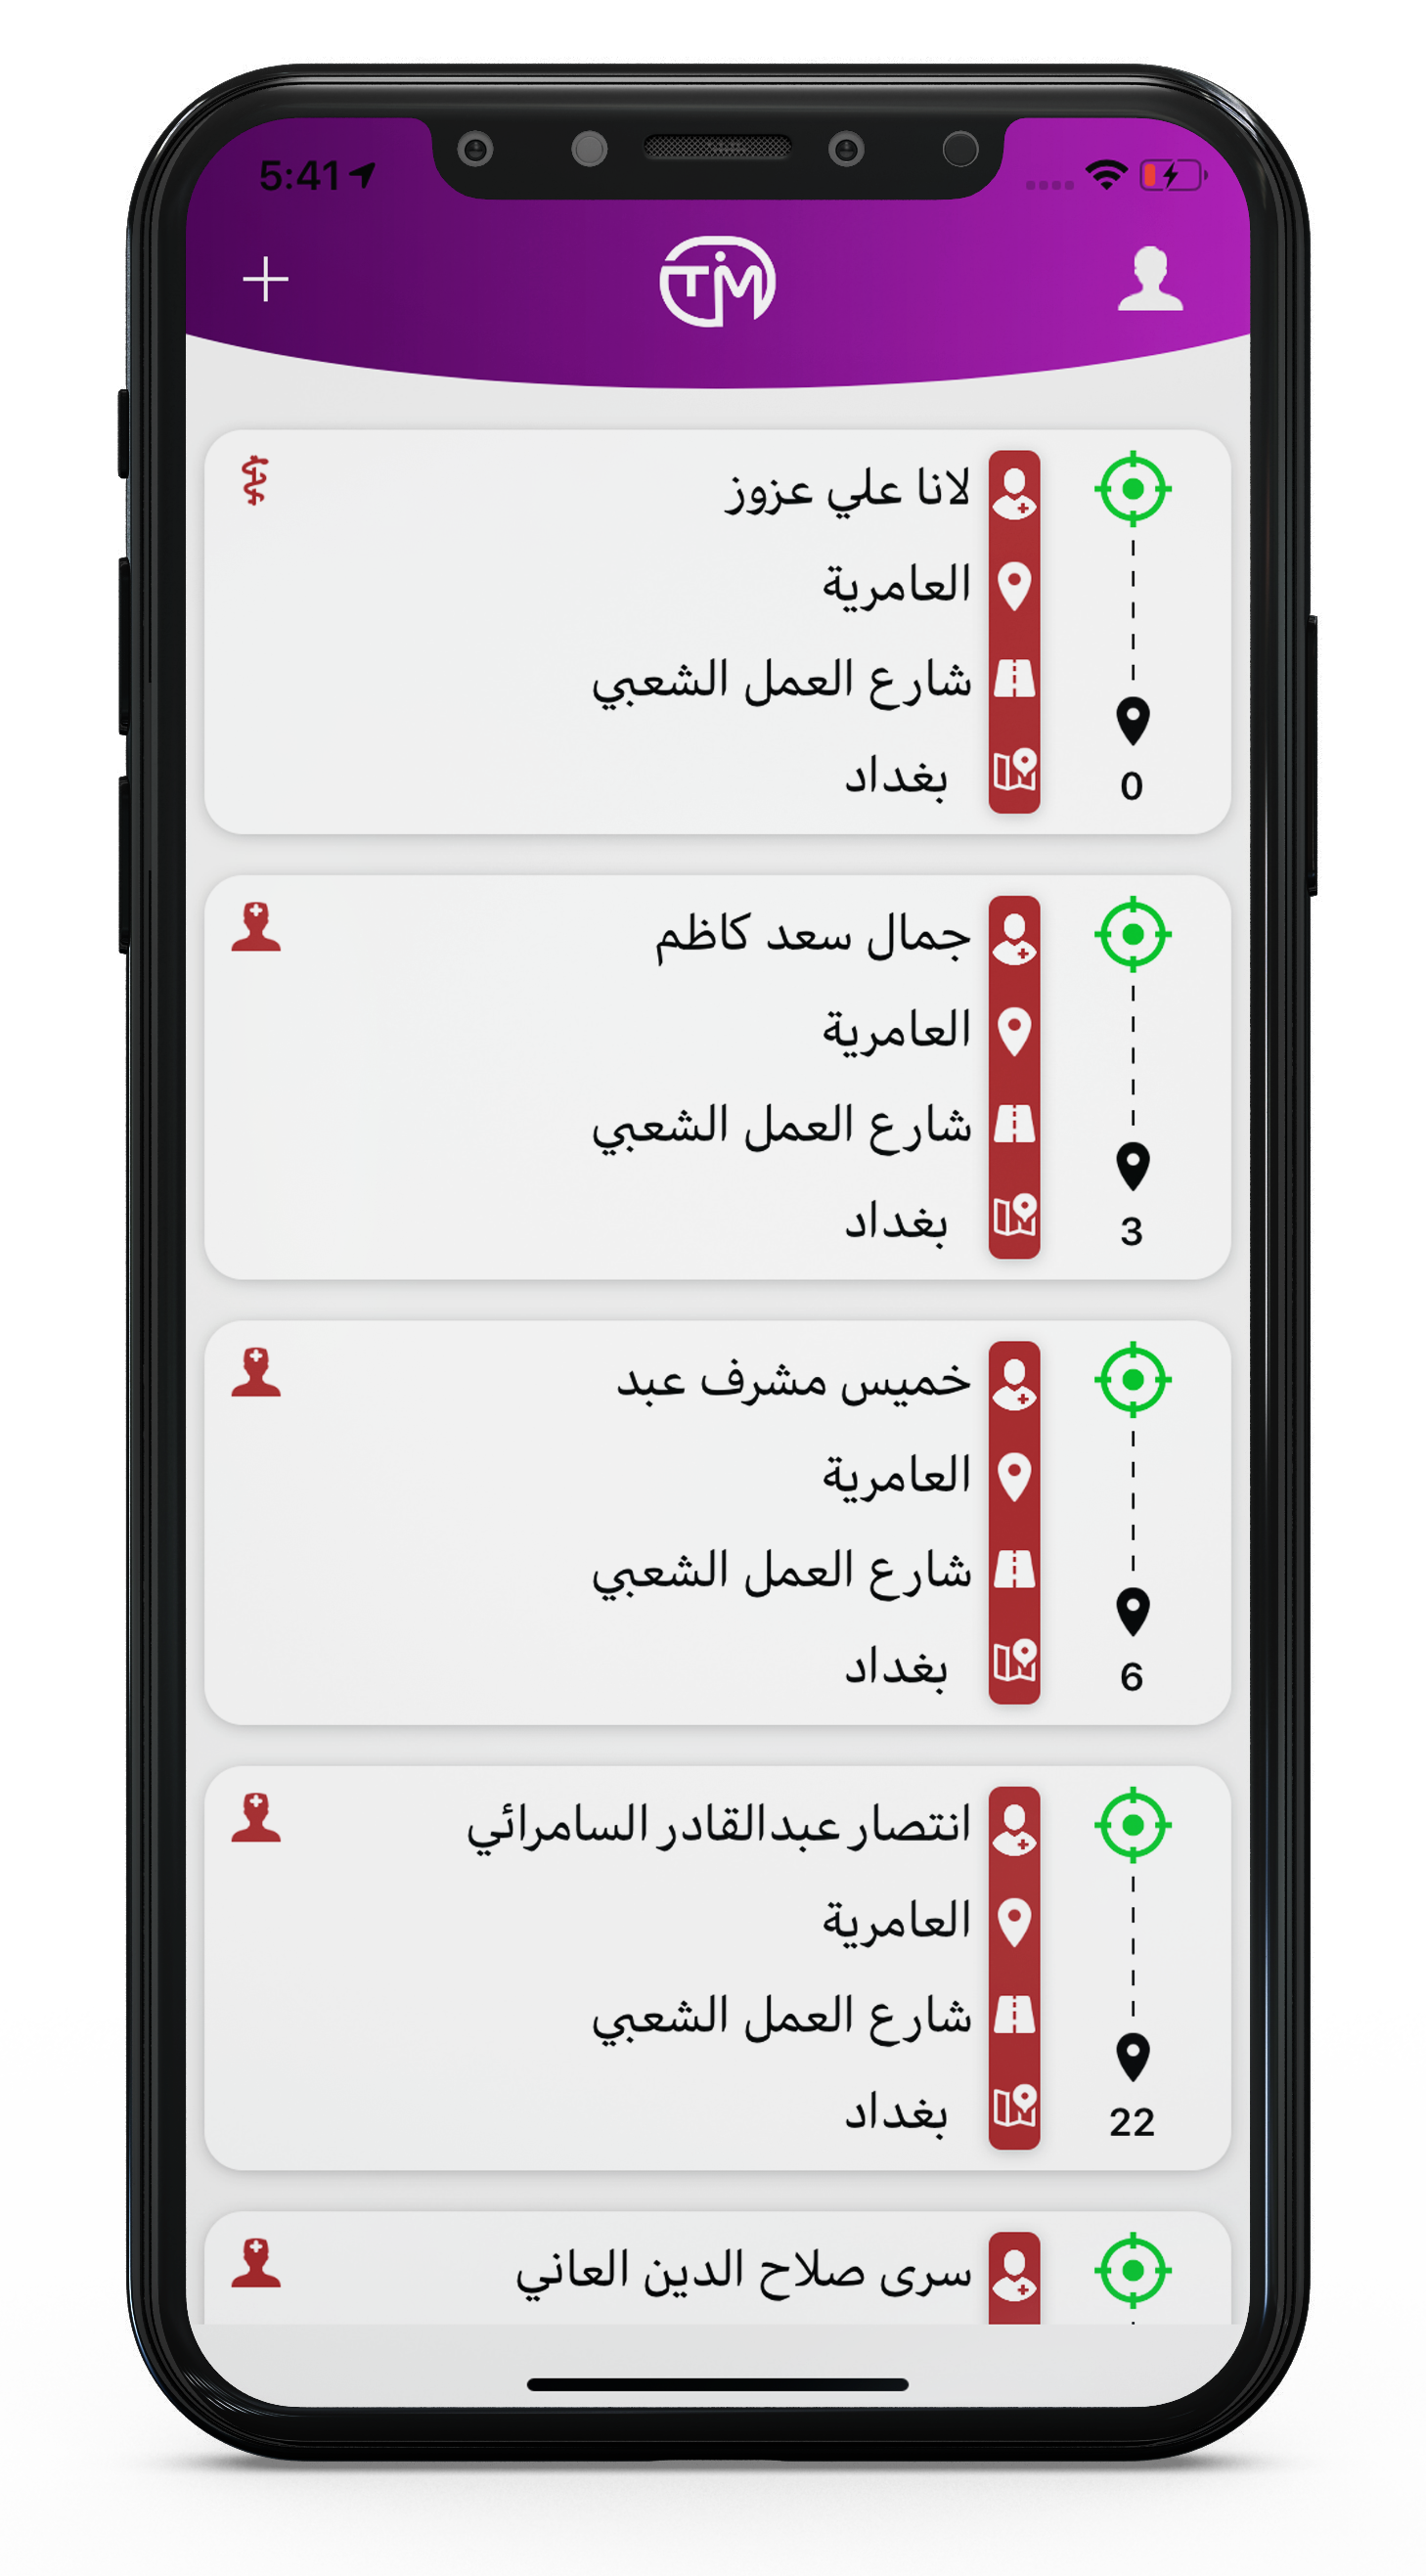 5:41
TiM
لانا علي عزوز
العامرية
شارع العمل الشعبي
بغداد
0
جمال سعد كاظم
العامرية
شارع العمل الشعبي
بغداد
3
خميس مشرف عبد
العامرية
شارع العمل الشعبي
بغداد
6
انتصار عبدالقادر السامرائي
العامرية
شارع العمل الشعبي
بغداد
22
سرى صلاح الدين العاني